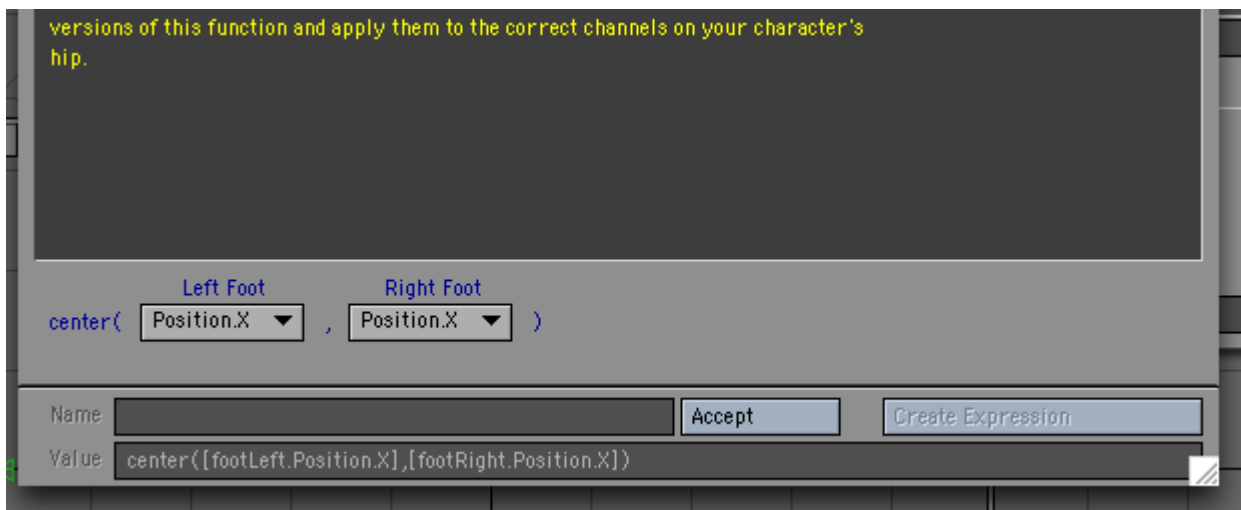 versions of this function and apply them to the correct channels on your character's
hip.
Left Foot Right Foot
center( Position.X , Position.X )
Name Accept Create Expression
Value center([footLeft.Position.X],[footRight.Position.X])